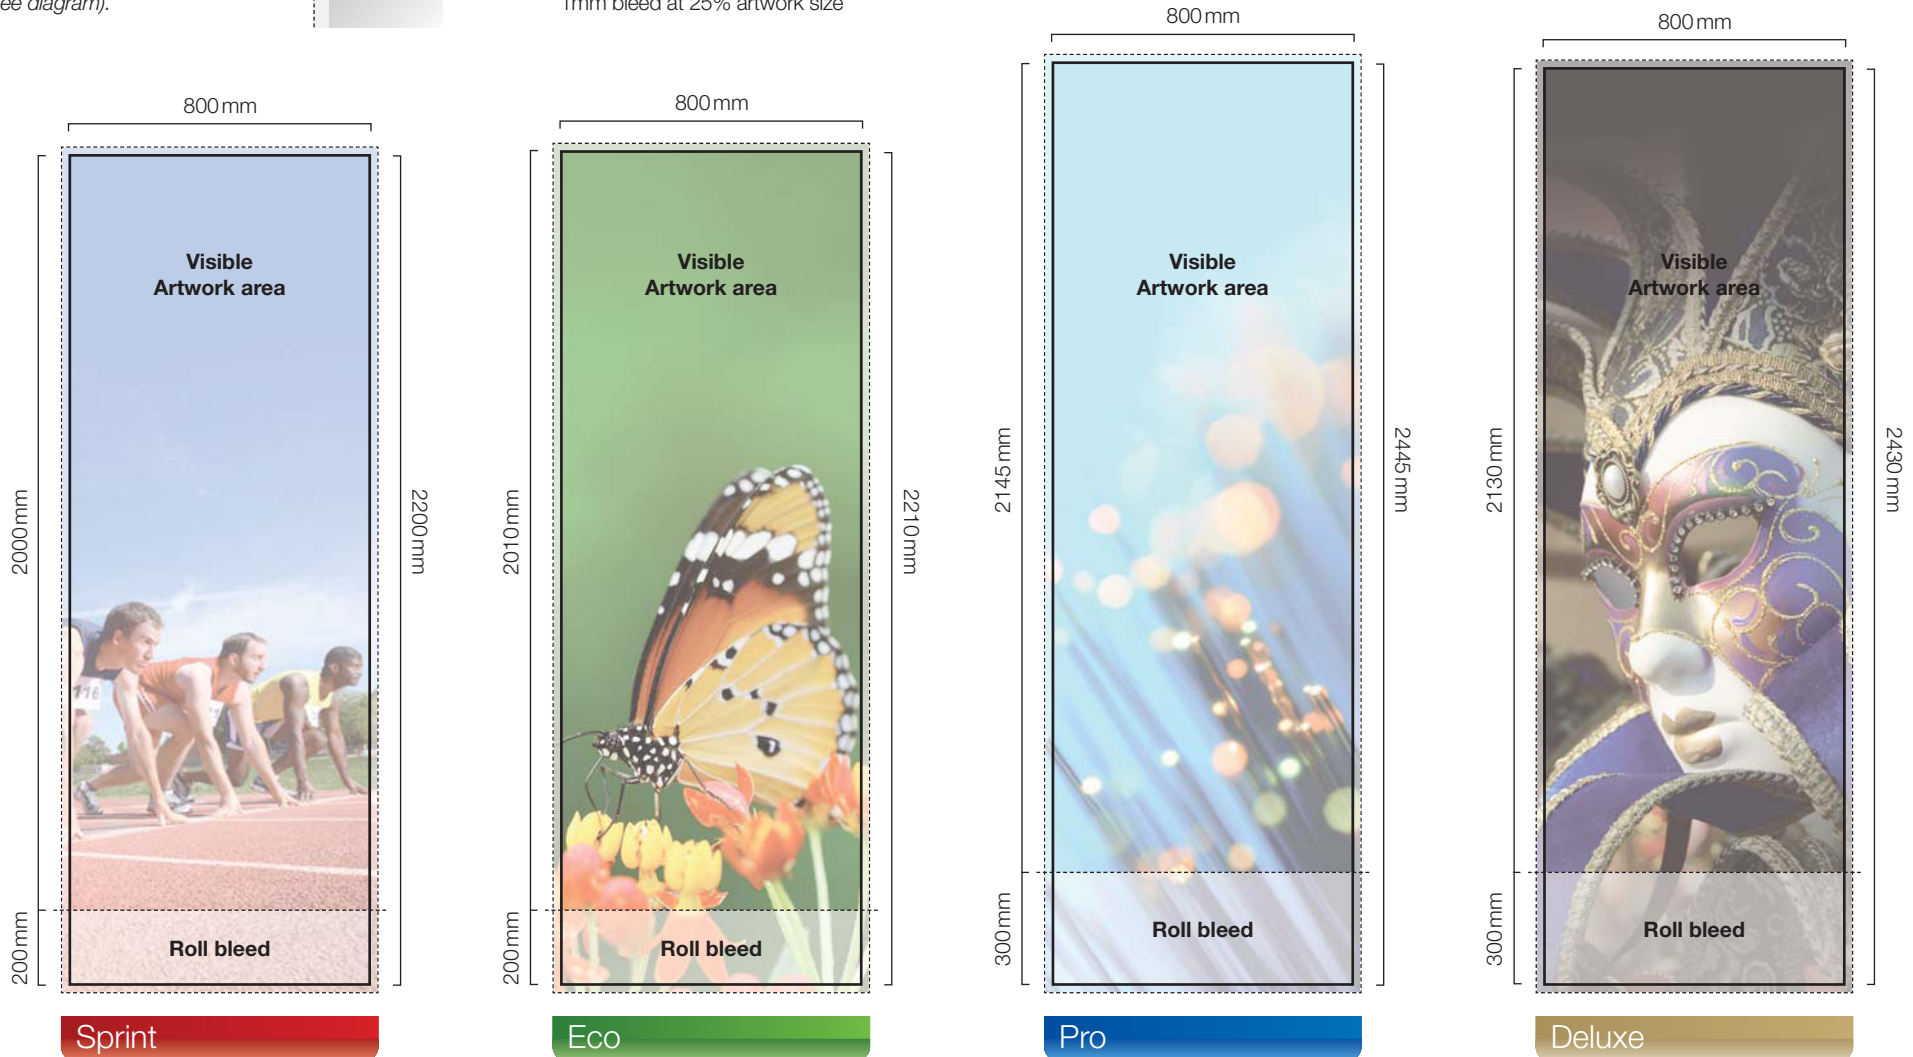 ee diagram).
1mm bleed at 25% artwork size
800mm
800mm
800mm
800mm
Visible
Artwork area
2000mm
2200mm
200mm
Roll bleed
Sprint
Visible
Artwork area
2010mm
2210mm
200mm
Roll bleed
Eco
Visible
Artwork area
2145mm
2445mm
300mm
Roll bleed
Pro
Visible
Artwork area
2130mm
2430mm
300mm
Roll bleed
Deluxe